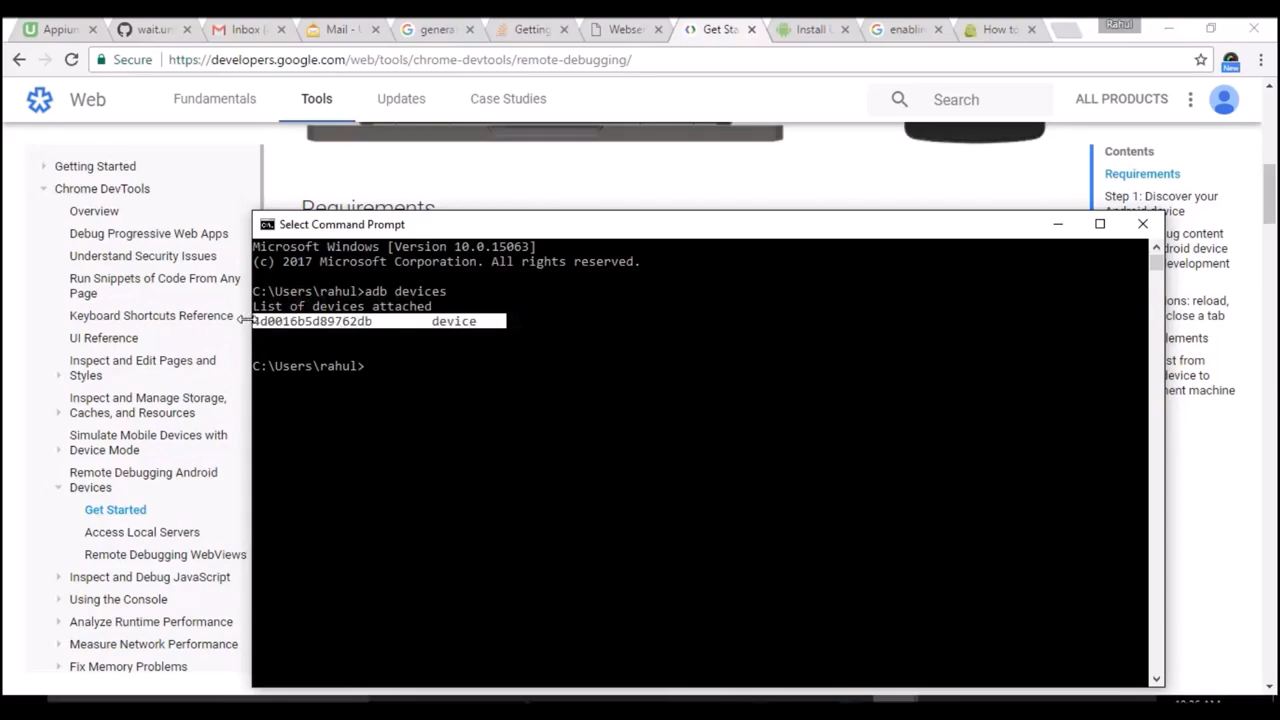 Appium
wait.um
Inbox (
Mail -
genera
Getting
Webser
Get Sta
Install U
enablin
How to
Rahul
Secure
https://developers.google.com/web/tools/chrome-devtools/remote-debugging/
New
Web
Fundamentals
Tools
Updates
Case Studies
Search
ALL PRODUCTS
Getting Started
Chrome DevTools
Overview
Debug Progressive Web Apps
Understand Security Issues
Run Snippets of Code From Any
Page
Keyboard Shortcuts Reference
UI Reference
Inspect and Edit Pages and
Styles
Inspect and Manage Storage,
Caches, and Resources
Simulate Mobile Devices with
Device Mode
Remote Debugging Android
Devices
Get Started
Access Local Servers
Remote Debugging WebViews
Inspect and Debug JavaScript
Using the Console
Analyze Runtime Performance
Measure Network Performance
Fix Memory Problems
Requirements
Select Command Prompt
Microsoft Windows [Version 10.0.15063]
(c) 2017 Microsoft Corporation. All rights reserved.
C:\Users\rahul>adb devices
List of devices attached
4d0016b5d89762db device
C:\Users\rahul>
Contents
Requirements
Step 1: Discover your
device
ug content
droid device
evelopment
ions: reload,
close a tab
lements
st from
device to
ment machine